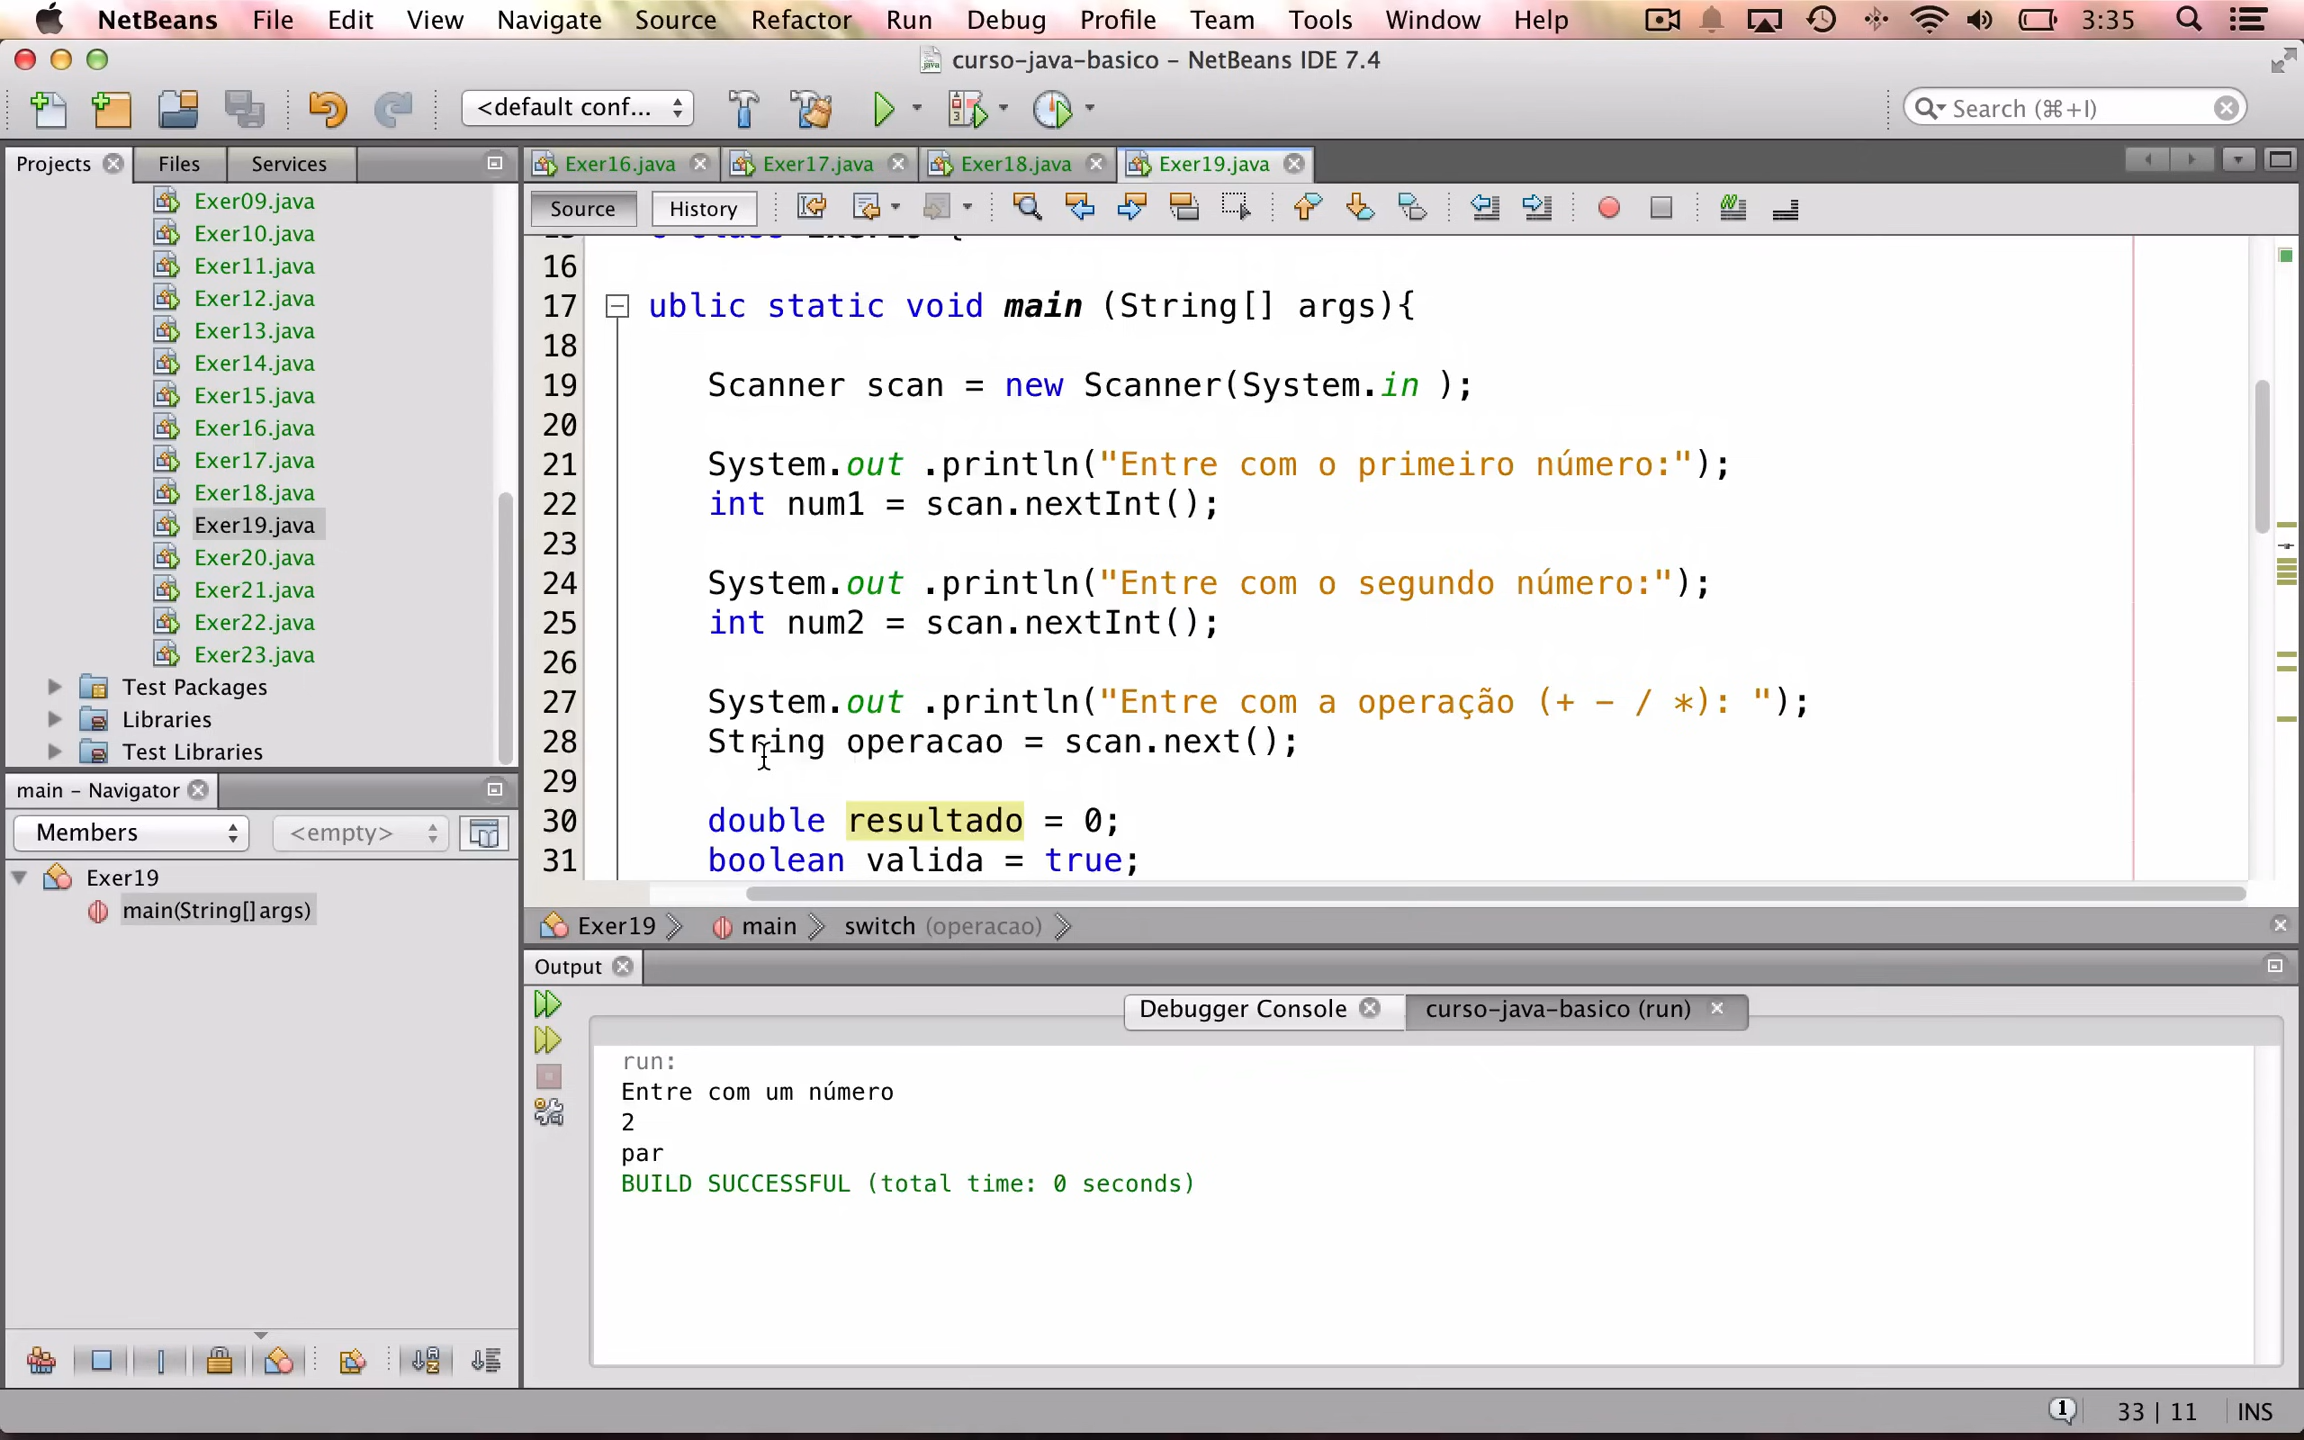 NetBeans File Edit View Navigate Source Refactor Run Debug Profile Team Tools Window Help 3:35
curso-java-basico – NetBeans IDE 7.4
<default conf... Search (⌘+I)
Projects Files Services
Exer09.java
Exer10.java
Exer11.java
Exer12.java
Exer13.java
Exer14.java
Exer15.java
Exer16.java
Exer17.java
Exer18.java
Exer19.java
Exer20.java
Exer21.java
Exer22.java
Exer23.java
Test Packages
Libraries
Test Libraries
main – Navigator
Members <empty>
Exer19
main(String[] args)
Exer16.java Exer17.java Exer18.java Exer19.java
Source History
16
17 ublic static void main (String[] args){
18
19 Scanner scan = new Scanner(System.in );
20
21 System.out .println("Entre com o primeiro número:");
22 int num1 = scan.nextInt();
23
24 System.out .println("Entre com o segundo número:");
25 int num2 = scan.nextInt();
26
27 System.out .println("Entre com a operação (+ - / *): ");
28 String operacao = scan.next();
29
30 double resultado = 0;
31 boolean valida = true;
Exer19 main switch (operacao)
Output
Debugger Console curso-java-basico (run)
run:
Entre com um número
2
par
BUILD SUCCESSFUL (total time: 0 seconds)
1 33 | 11 INS